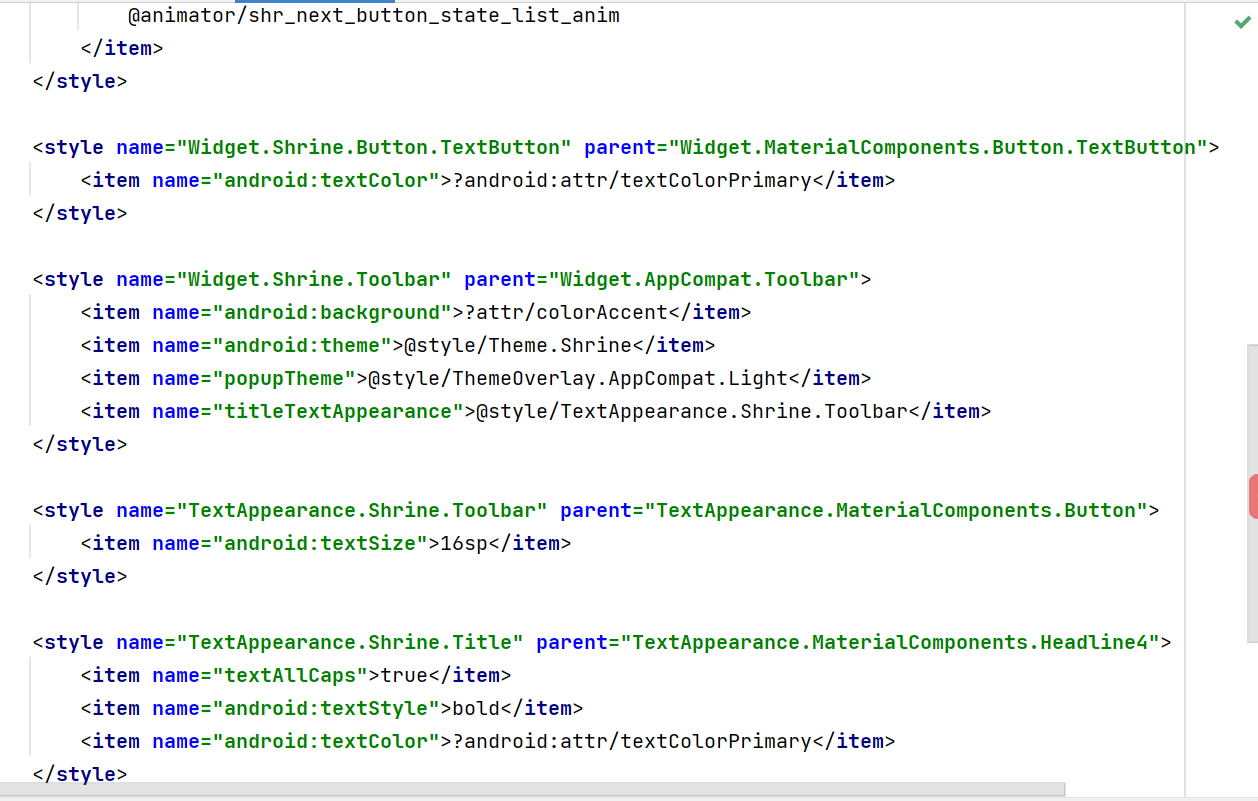 @animator/shr_next_button_state_list_anim
</item>
</style>
<style name="Widget.Shrine.Button.TextButton" parent="Widget.MaterialComponents.Button.TextButton">
<item name="android:textColor">?android:attr/textColorPrimary</item>
</style>
<style name="Widget.Shrine.Toolbar" parent="Widget.AppCompat.Toolbar">
<item name="android:background">?attr/colorAccent</item>
<item name="android:theme">@style/Theme.Shrine</item>
<item name="popupTheme">@style/ThemeOverlay.AppCompat.Light</item>
<item name="titleTextAppearance">@style/TextAppearance.Shrine.Toolbar</item>
</style>
<style name="TextAppearance.Shrine.Toolbar" parent="TextAppearance.MaterialComponents.Button">
<item name="android:textSize">16sp</item>
</style>
<style name="TextAppearance.Shrine.Title" parent="TextAppearance.MaterialComponents.Headline4">
<item name="textAllCaps">true</item>
<item name="android:textStyle">bold</item>
<item name="android:textColor">?android:attr/textColorPrimary</item>
</style>